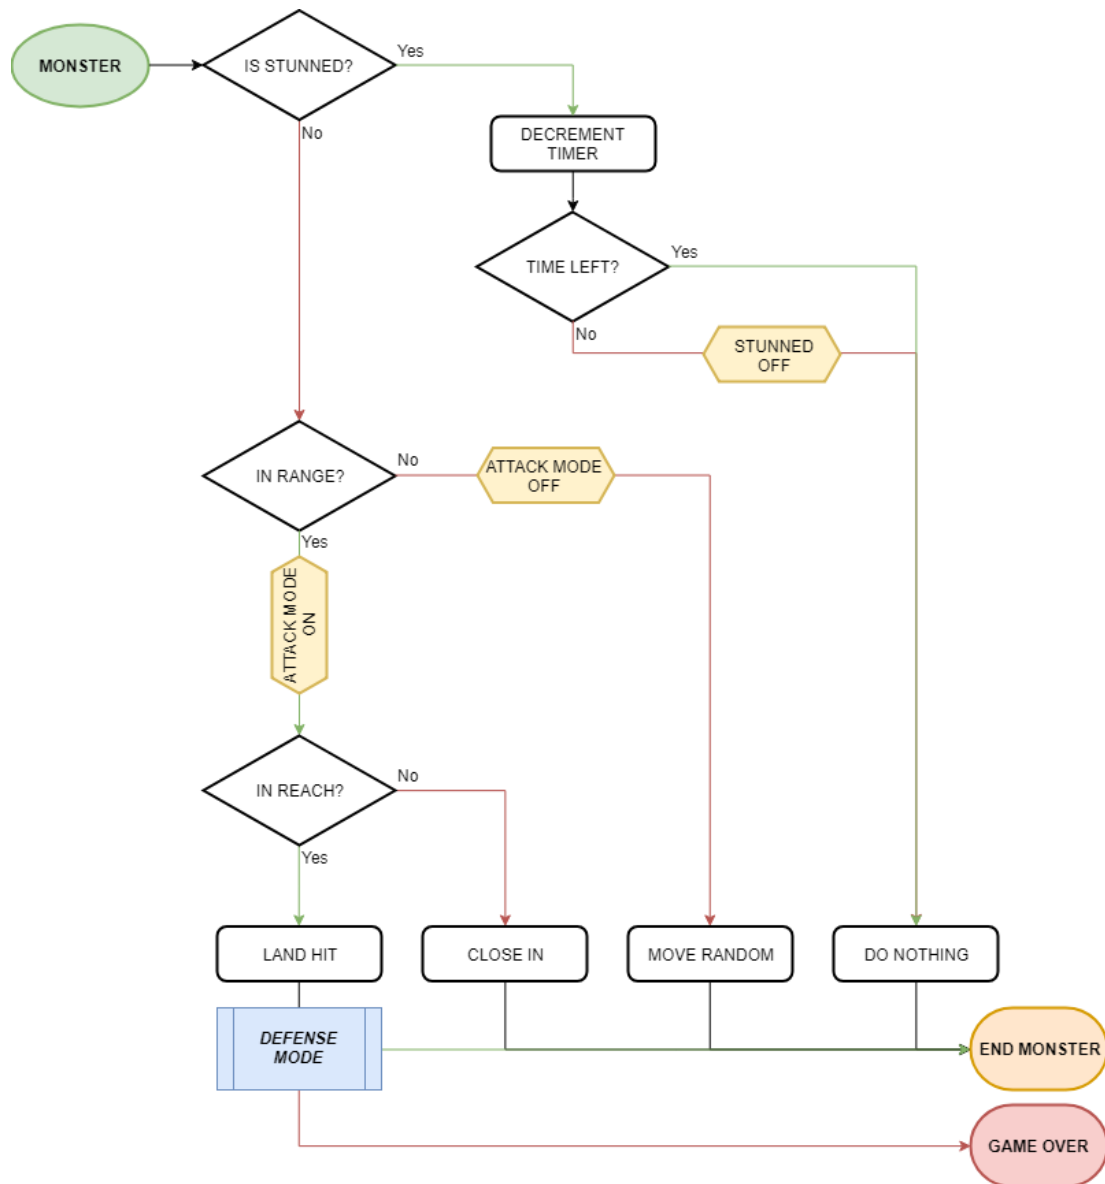 MONSTER
IS STUNNED?
Yes
No
DECREMENT
TIMER
TIME LEFT?
Yes
No
STUNNED
OFF
IN RANGE?
No
ATTACK MODE
OFF
Yes
ATTACK MODE
ON
IN REACH?
No
Yes
LAND HIT
CLOSE IN
MOVE RANDOM
DO NOTHING
DEFENSE
MODE
END MONSTER
GAME OVER